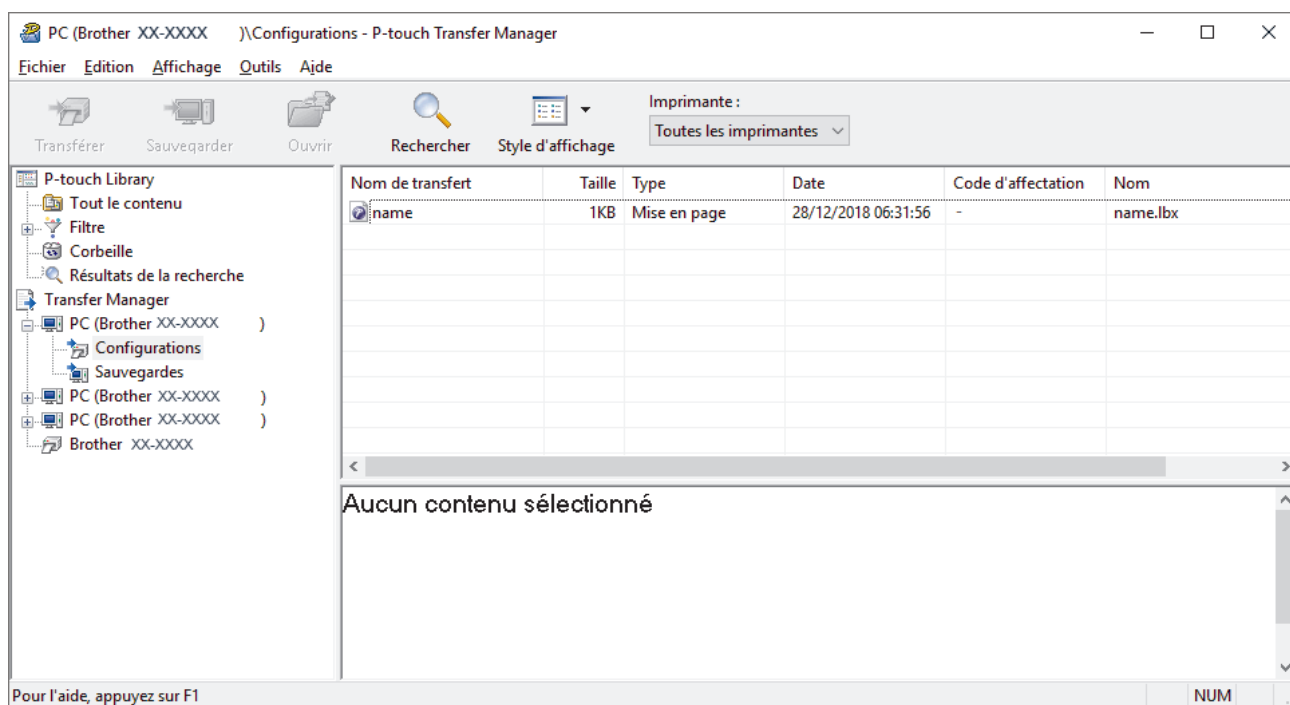 PC (Brother XX-XXXX )\Configurations - P-touch Transfer Manager
Fichier Edition Affichage Outils Aide
Imprimante :
Toutes les imprimantes
Transférer Sauvegarder Ouvrir Rechercher Style d'affichage
P-touch Library
Tout le contenu
Filtre
Corbeille
Résultats de la recherche
Transfer Manager
PC (Brother XX-XXXX )
Configurations
Sauvegardes
PC (Brother XX-XXXX )
PC (Brother XX-XXXX )
Brother XX-XXXX
Nom de transfert Taille Type Date Code d'affectation Nom
name 1KB Mise en page 28/12/2018 06:31:56 - name.lbx
Aucun contenu sélectionné
Pour l'aide, appuyez sur F1 NUM